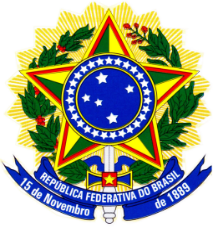 REPÚBLICA FEDERATIVA DO BRASIL
15 de Novembro de 1889